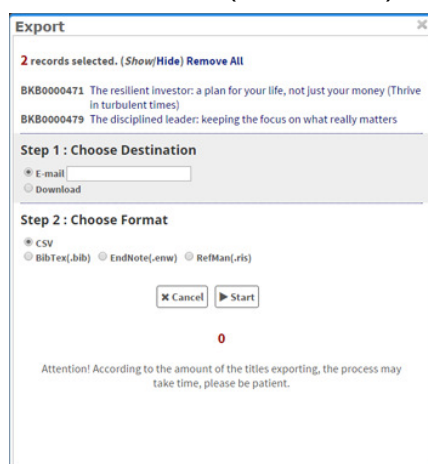 Export
2 records selected. (Show/Hide) Remove All
BKB0000471 The resilient investor: a plan for your life, not just your money (Thrive
in turbulent times)
BKB0000479 The disciplined leader: keeping the focus on what really matters
Step 1 : Choose Destination
E-mail
Download
Step 2 : Choose Format
CSV
BibTex(.bib) EndNote(.enw) RefMan(.ris)
Cancel Start
0
Attention! According to the amount of the titles exporting, the process may
take time, please be patient.